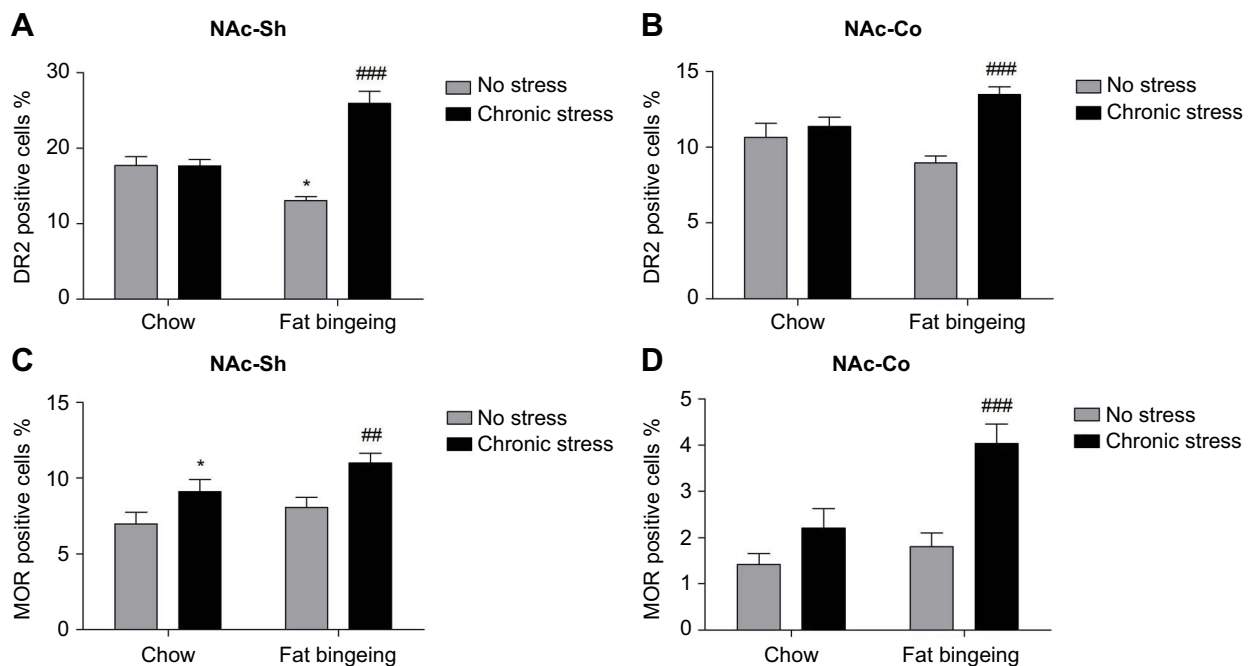 A
NAc-Sh
DR2 positive cells %
30
20
10
0
*
###
Chow
Fat bingeing
No stress
Chronic stress
B
NAc-Co
DR2 positive cells %
15
10
5
0
###
Chow
Fat bingeing
No stress
Chronic stress
C
NAc-Sh
MOR positive cells %
15
10
5
0
*
##
Chow
Fat bingeing
No stress
Chronic stress
D
NAc-Co
MOR positive cells %
5
4
3
2
1
0
###
Chow
Fat bingeing
No stress
Chronic stress